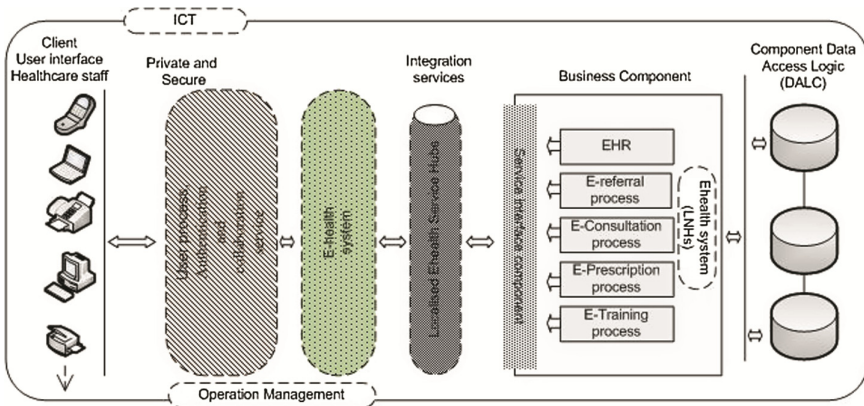 ICT
Client
User interface
Healthcare staff
Private and
Secure
User process,
Authentication
and
collaboration
service
E-health
system
Integration
services
Localised Ehealth Service Hubs
Business Component
Service interface component
EHR
E-referral
process
E-Consultation
process
E-Prescription
process
E-Training
process
Ehealth system
(LNHs)
Component Data
Access Logic
(DALC)
Operation Management